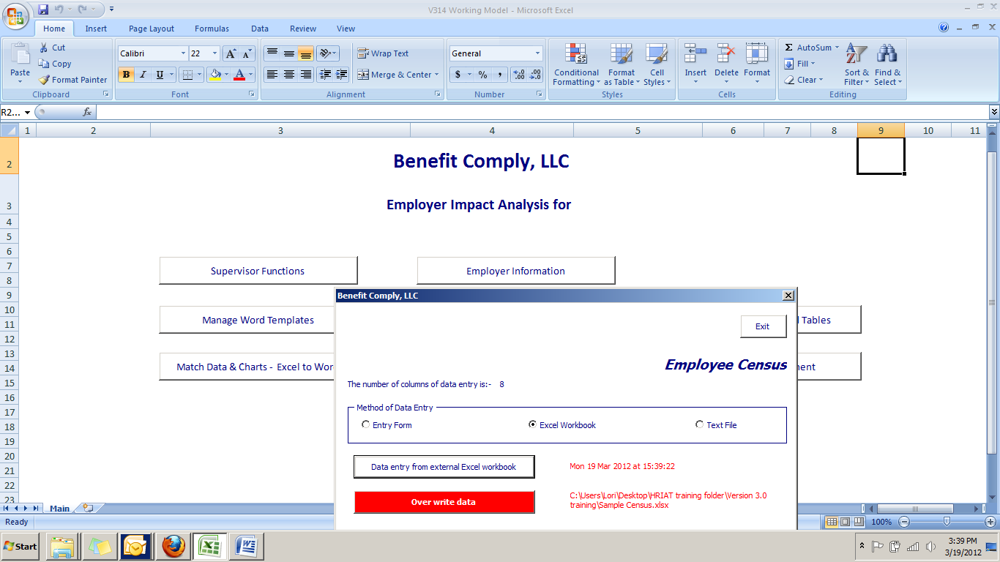 V314 Working Model - Microsoft Excel
Home Insert Page Layout Formulas Data Review View
Paste
Cut
Copy
Format Painter
Clipboard
Calibri 22
B I U
Font
Wrap Text
Merge & Center
Alignment
General
$ % ,
Number
Conditional Formatting
Format as Table
Cell Styles
Styles
Insert Delete Format
Cells
Σ AutoSum
Fill
Clear
Sort & Filter
Find & Select
Editing
R2... fx
1 2 3 4 5 6 7 8 9 10 11
2
3
4
5
6
7
8
9
10
11
12
13
14
15
16
17
18
19
20
21
22
23
Benefit Comply, LLC
Employer Impact Analysis for
Supervisor Functions
Employer Information
Manage Word Templates
Tables
Match Data & Charts - Excel to Wor
ment
Benefit Comply, LLC
Exit
Employee Census
The number of columns of data entry is:- 8
Method of Data Entry
Entry Form Excel Workbook Text File
Data entry from external Excel workbook
Mon 19 Mar 2012 at 15:39:22
Over write data
C:\Users\Lori\Desktop\HRIAT training folder\Version 3.0
training\Sample Census.xlsx
Main
Ready
100%
Start
3:39 PM
3/19/2012